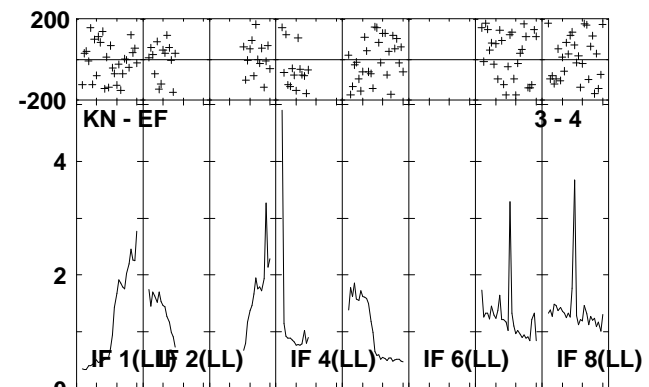 200
-200
KN - EF
3 - 4
4
2
0
IF 1(LL) IF 2(LL) IF 4(LL) IF 6(LL) IF 8(LL)